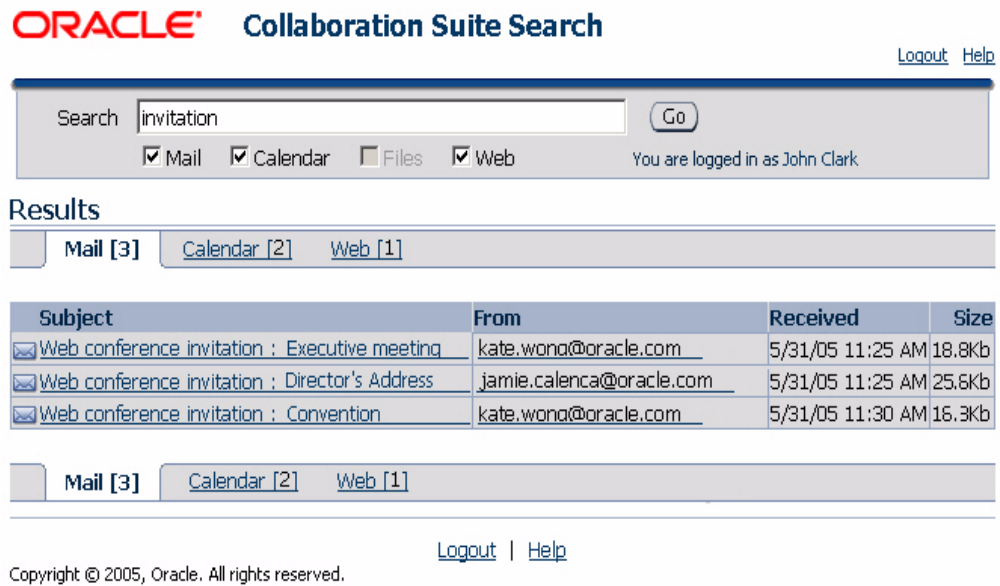 ORACLE Collaboration Suite Search
Logout Help
Search invitation Go
Mail Calendar Files Web You are logged in as John Clark
Results
Mail [3] Calendar [2] Web [1]
Subject From Received Size
Web conference invitation : Executive meeting kate.wong@oracle.com 5/31/05 11:25 AM 18.8Kb
Web conference invitation : Director's Address jamie.calenca@oracle.com 5/31/05 11:25 AM 25.6Kb
Web conference invitation : Convention kate.wong@oracle.com 5/31/05 11:30 AM 16.3Kb
Mail [3] Calendar [2] Web [1]
Logout | Help
Copyright © 2005, Oracle. All rights reserved.